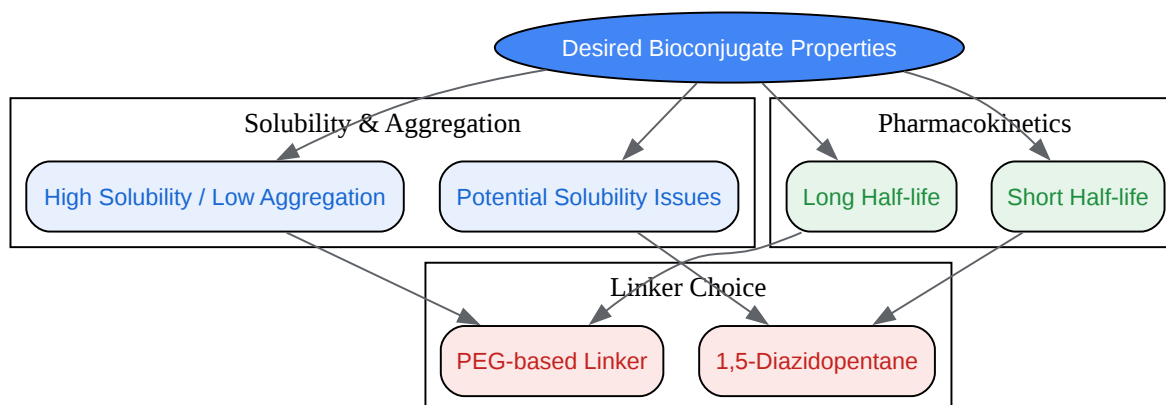 Desired Bioconjugate Properties
Solubility & Aggregation
Pharmacokinetics
High Solubility / Low Aggregation
Potential Solubility Issues
Long Half-life
Short Half-life
Linker Choice
PEG-based Linker
1,5-Diazidopentane